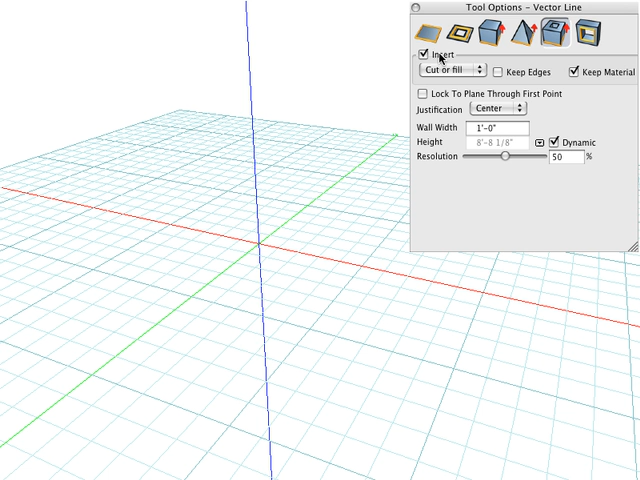 Tool Options - Vector Line
Insert
Cut or fill Keep Edges Keep Material
Lock To Plane Through First Point
Justification Center
Wall Width 1'-0"
Height 8'-8 1/8" Dynamic
Resolution 50 %